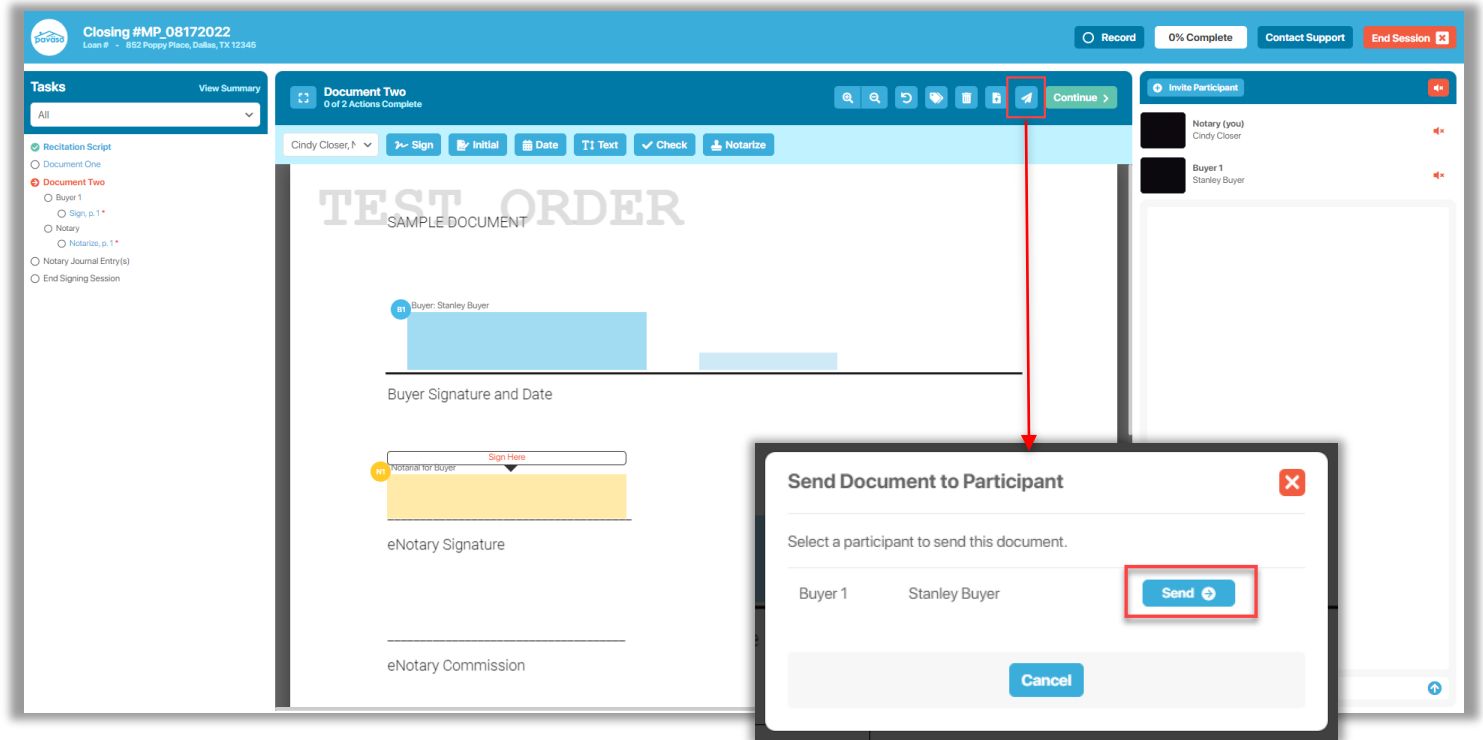 pavaso
Closing #MP_08172022
Loan # - 852 Poppy Place, Dallas, TX 12345
Record
0% Complete
Contact Support
End Session
Tasks
View Summary
All
Recitation Script
Document One
Document Two
Buyer 1
Sign, p. 1 *
Notary
Notarize, p. 1 *
Notary Journal Entry(s)
End Signing Session
Document Two
0 of 2 Actions Complete
Continue >
Cindy Closer, N
Sign
Initial
Date
Text
Check
Notarize
TEST ORDER
SAMPLE DOCUMENT
B1
Buyer: Stanley Buyer
Buyer Signature and Date
Sign Here
N1
Notarial for Buyer
eNotary Signature
eNotary Commission
Invite Participant
Notary (you)
Cindy Closer
Buyer 1
Stanley Buyer
Send Document to Participant
Select a participant to send this document.
Buyer 1 Stanley Buyer Send
Cancel